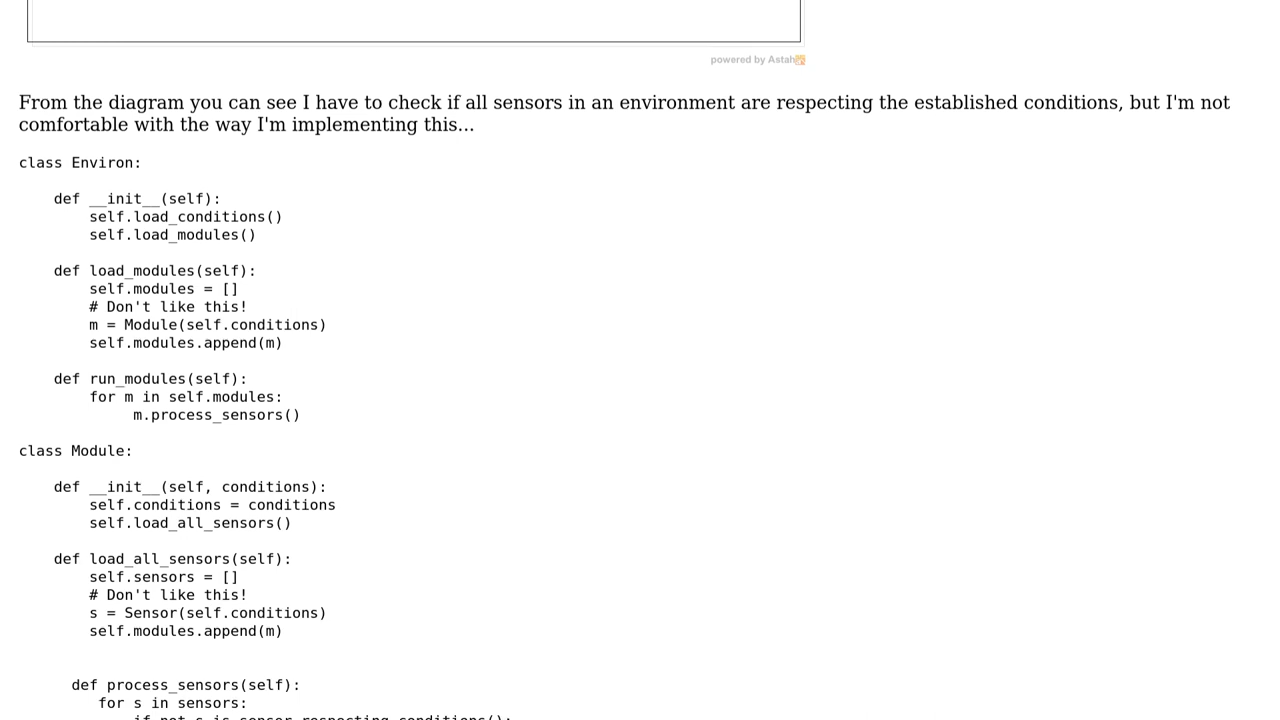 powered by Astah
From the diagram you can see I have to check if all sensors in an environment are respecting the established conditions, but I'm not
comfortable with the way I'm implementing this...
class Environ:
    def __init__(self):
        self.load_conditions()
        self.load_modules()
    def load_modules(self):
        self.modules = []
        # Don't like this!
        m = Module(self.conditions)
        self.modules.append(m)
    def run_modules(self):
        for m in self.modules:
             m.process_sensors()
class Module:
    def __init__(self, conditions):
        self.conditions = conditions
        self.load_all_sensors()
    def load_all_sensors(self):
        self.sensors = []
        # Don't like this!
        s = Sensor(self.conditions)
        self.modules.append(m)
      def process_sensors(self):
         for s in sensors:
             if not s.is_sensor_respecting_conditions():